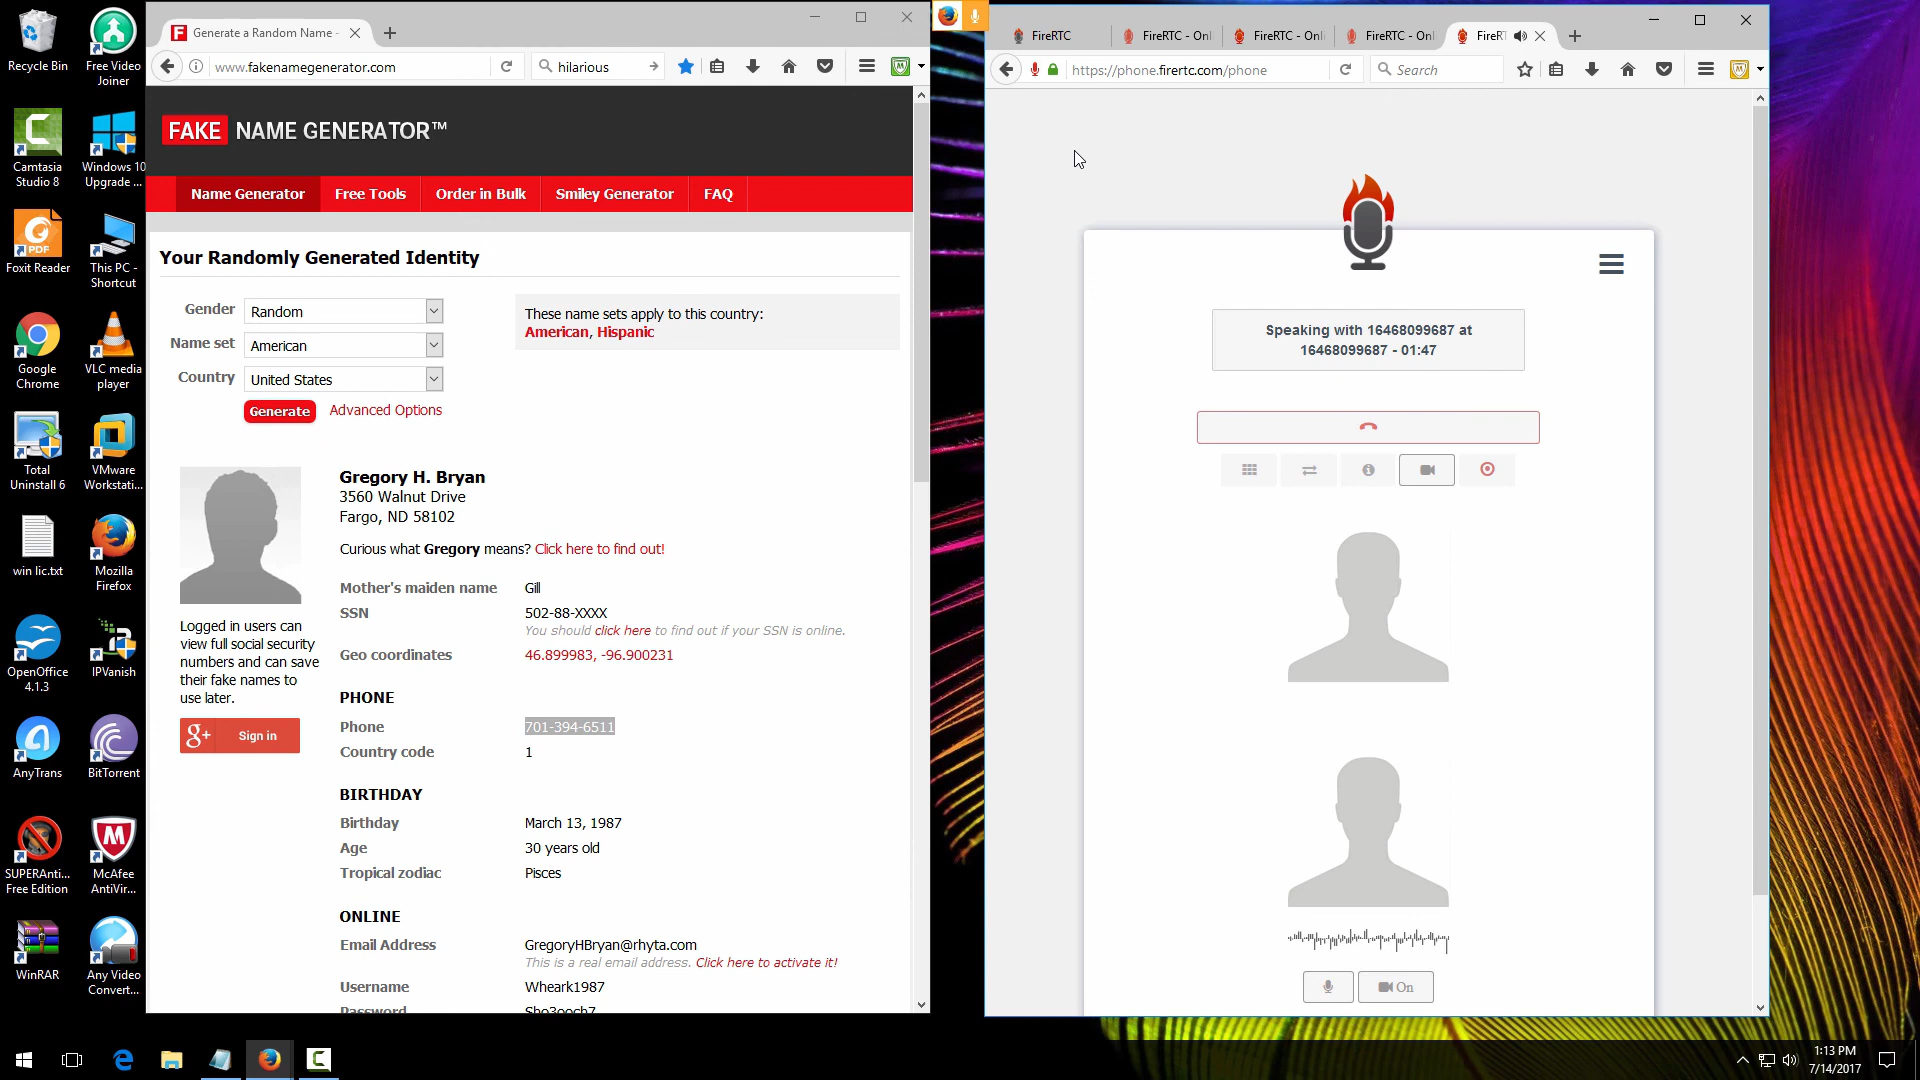 Recycle Bin
Free Video
Joiner
Camtasia
Studio 8
Windows 10
Upgrade ...
PDF
Foxit Reader
This PC -
Shortcut
Google
Chrome
VLC media
player
Total
Uninstall 6
VMware
Workstati...
win lic.txt
Mozilla
Firefox
OpenOffice
4.1.3
IPVanish
AnyTrans
BitTorrent
SUPERAnti...
Free Edition
McAfee
AntiVir...
WinRAR
Any Video
Convert...
Generate a Random Name -
www.fakenamegenerator.com
hilarious
FAKE NAME GENERATOR™
Name Generator
Free Tools
Order in Bulk
Smiley Generator
FAQ
Your Randomly Generated Identity
Gender
Random
Name set
American
Country
United States
Generate
Advanced Options
These name sets apply to this country:
American, Hispanic
Logged in users can
view full social security
numbers and can save
their fake names to
use later.
g+ Sign in
Gregory H. Bryan
3560 Walnut Drive
Fargo, ND 58102
Curious what Gregory means? Click here to find out!
Mother's maiden name
Gill
SSN
502-88-XXXX
You should click here to find out if your SSN is online.
Geo coordinates
46.899983, -96.900231
PHONE
Phone
701-394-6511
Country code
1
BIRTHDAY
Birthday
March 13, 1987
Age
30 years old
Tropical zodiac
Pisces
ONLINE
Email Address
GregoryHBryan@rhyta.com
This is a real email address. Click here to activate it!
Username
Wheark1987
Password
Sho3ooch7
FireRTC
FireRTC - Onl
FireRTC - Onl
FireRTC - Onl
FireRT
https://phone.firertc.com/phone
Search
Speaking with 16468099687 at
16468099687 - 01:47
On
1:13 PM
7/14/2017